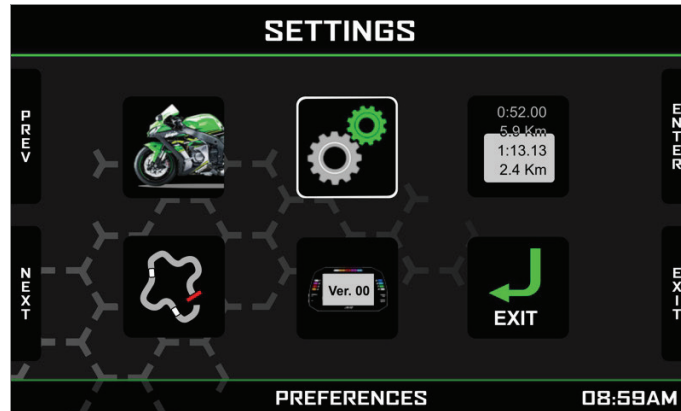 SETTINGS
PREV
ENTER
0:52.00
5.9 Km
1:13.13
2.4 Km
NEXT
EXIT
Ver. 00
EXIT
PREFERENCES
08:59AM